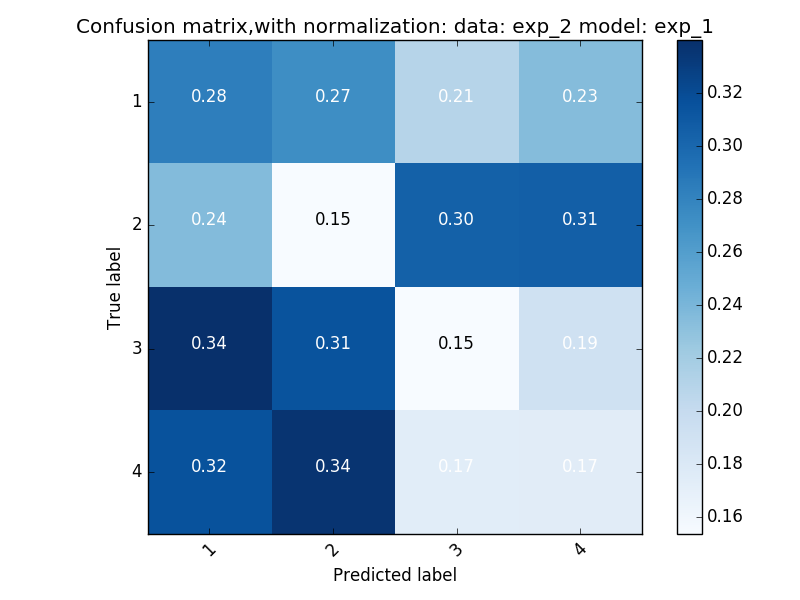 Confusion matrix,with normalization: data: exp_2 model: exp_1
True label
1
0.28 0.27 0.21 0.23
2
0.24 0.15 0.30 0.31
3
0.34 0.31 0.15 0.19
4
0.32 0.34 0.17 0.17
1 2 3 4
Predicted label
0.32
0.30
0.28
0.26
0.24
0.22
0.20
0.18
0.16